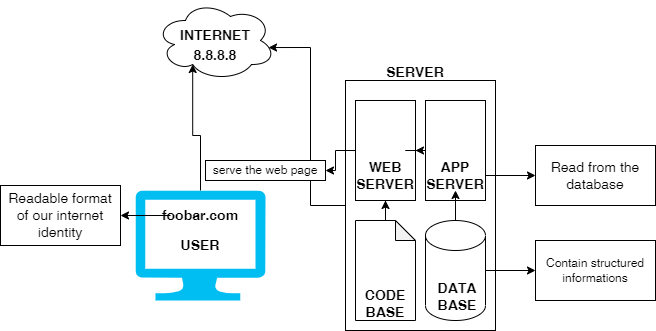 INTERNET
8.8.8.8
SERVER
serve the web page
WEB
SERVER
APP
SERVER
Read from the
database
Readable format
of our internet
identity
foobar.com
USER
CODE
BASE
DATA
BASE
Contain structured
informations